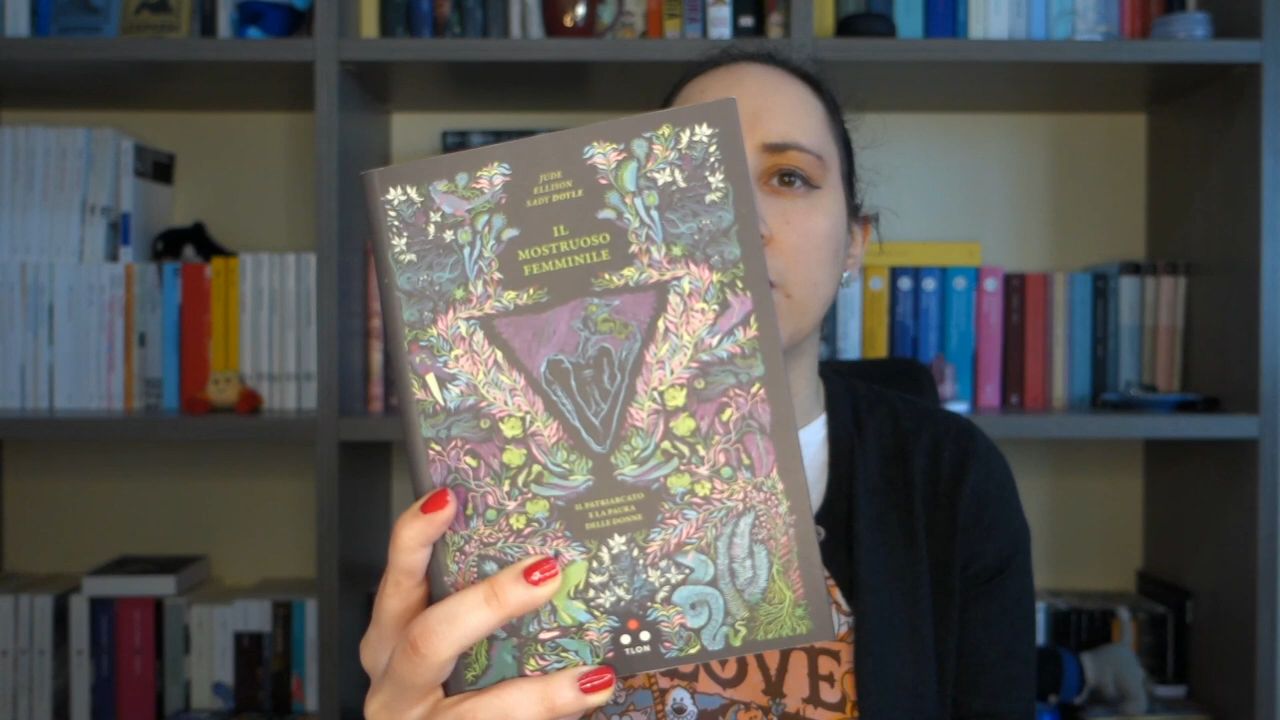 JUDE
ELLISON
SADY DOYLE
IL
MOSTRUOSO
FEMMINILE
IL PATRIARCATO
E LA PAURA
DELLE DONNE
TLON
LOVE